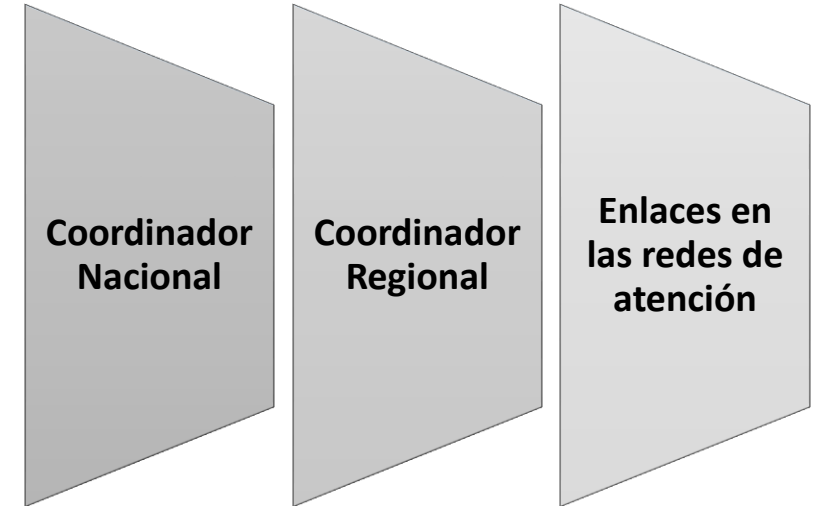 Coordinador
Nacional
Coordinador
Regional
Enlaces en
las redes de
atención